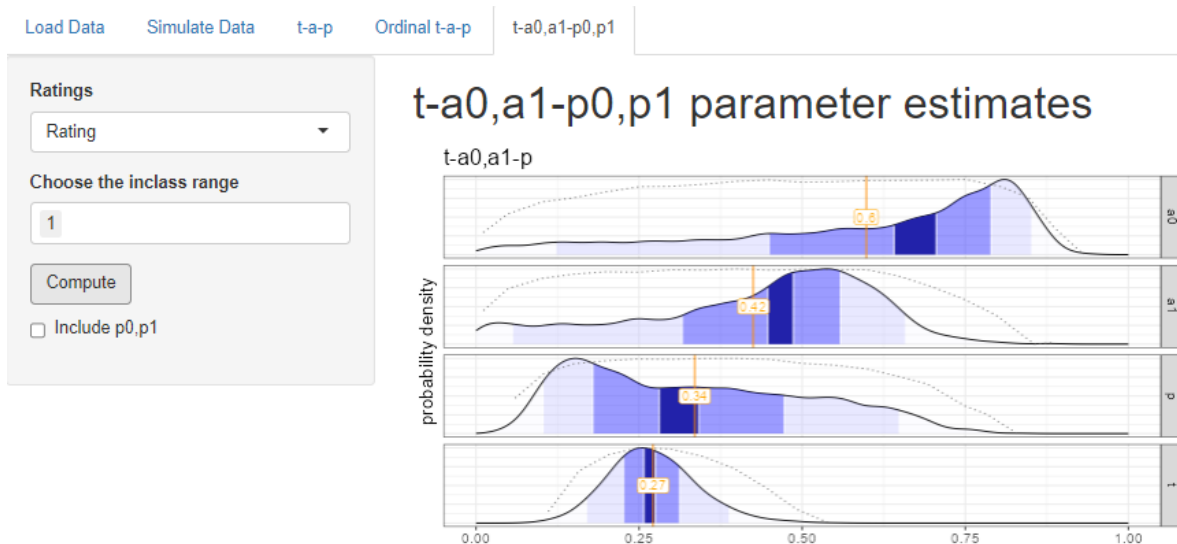 Load Data Simulate Data t-a-p Ordinal t-a-p t-a0,a1-p0,p1
Ratings
Rating
Choose the inclass range
1
Compute
Include p0,p1
t-a0,a1-p0,p1 parameter estimates
t-a0,a1-p
probability density
0.6
a0
0.42
a1
0.34
p
0.27
t
0.00 0.25 0.50 0.75 1.00